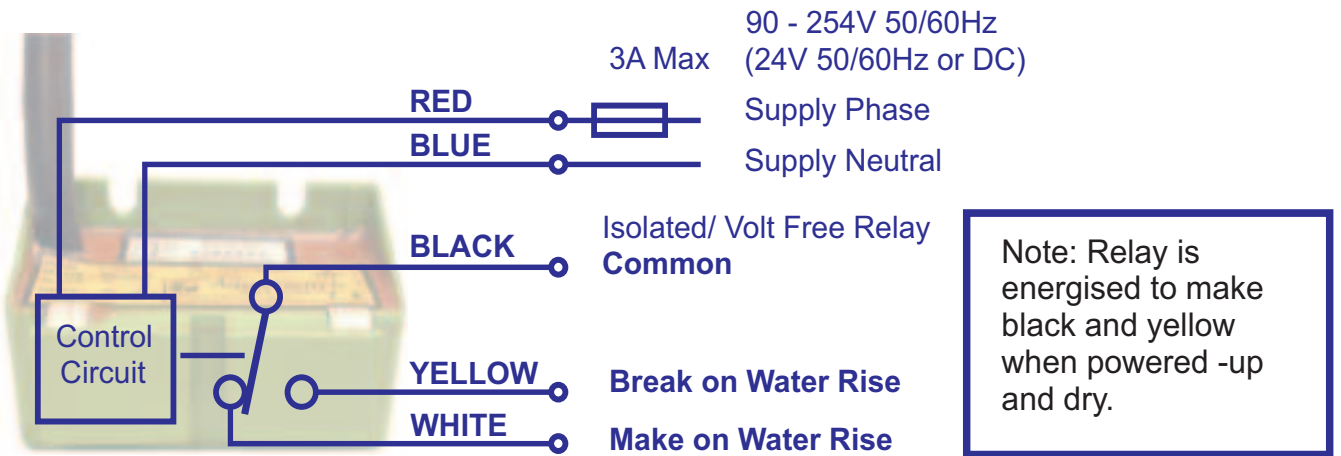 90 - 254V 50/60Hz
3A Max (24V 50/60Hz or DC)
RED Supply Phase
BLUE Supply Neutral
Isolated/ Volt Free Relay
BLACK Common
Control
Circuit
YELLOW Break on Water Rise
WHITE Make on Water Rise
Note: Relay is
energised to make
black and yellow
when powered -up
and dry.